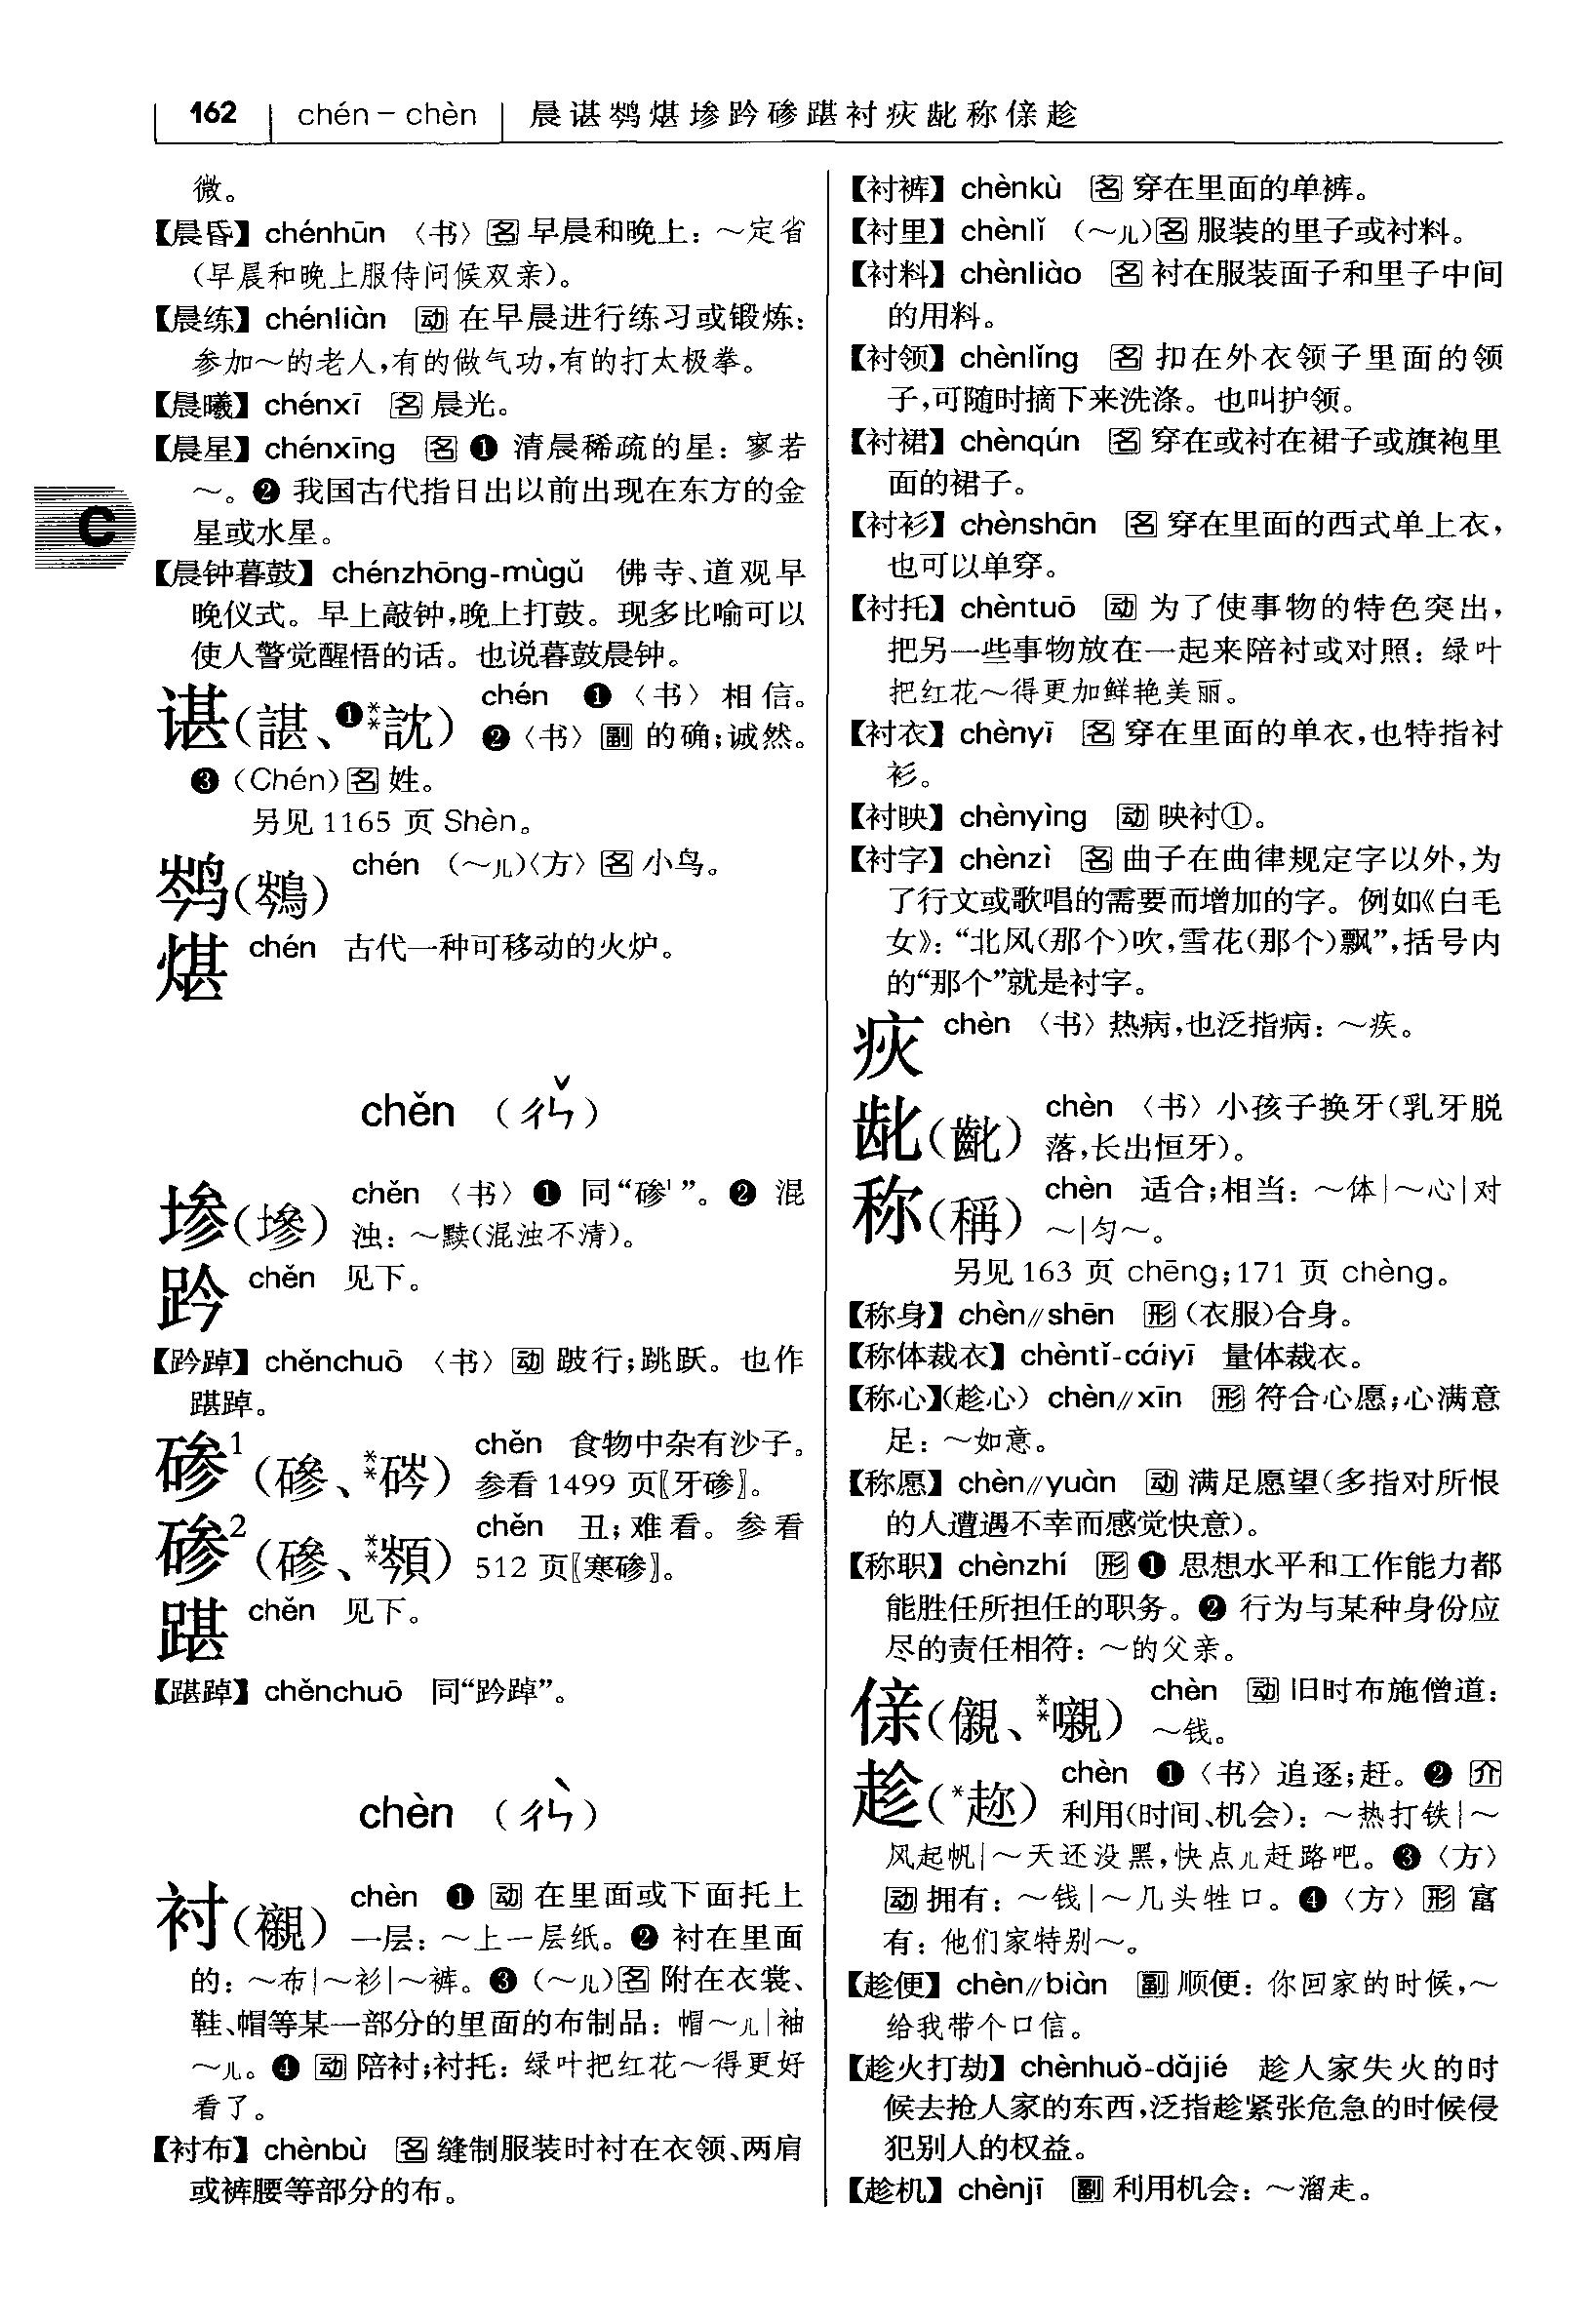 162 chén－chèn 晨谌鹀煁墋趻碜踸衬疢龀称傧趁
微。
【晨昏】 chénhūn 〈书〉名 早晨和晚上：～定省
（早晨和晚上服侍问候双亲）。
【晨练】 chénliàn 动 在早晨进行练习或锻炼：
参加～的老人，有的做气功，有的打太极拳。
【晨曦】 chénxī 名 晨光。
【晨星】 chénxīng 名 ❶ 清晨稀疏的星：寥若
～。❷ 我国古代指日出以前出现在东方的金
星或水星。
【晨钟暮鼓】 chénzhōng-mùgǔ 佛寺、道观早
晚仪式。早上敲钟，晚上打鼓。现多比喻可以
使人警觉醒悟的话。也说暮鼓晨钟。
谌（諶、❶**訦） chén ❶〈书〉相信。
❷〈书〉副 的确；诚然。
❸（Chén）名 姓。
另见 1165 页 Shèn。
chén （～儿）〈方〉名 小鸟。
煁 chén 古代一种可移动的火炉。
chěn （ㄔㄣˇ）
墋（墋） chěn 〈书〉❶ 同“碜¹”。❷ 混
浊：～黩（混浊不清）。
趻 chěn 见下。
【趻踔】 chěnchuō 〈书〉动 跛行；跳跃。也作
踸踔。
碜¹（磣、**硶） chěn 食物中杂有沙子。
参看 1499 页〖牙碜〗。
碜²（磣、**䫖） chěn 丑；难看。参看
512 页〖寒碜〗。
踸 chěn 见下。
【踸踔】 chěnchuō 同“趻踔”。
chèn （ㄔㄣˋ）
衬（襯） chèn ❶ 动 在里面或下面托上
一层：～上一层纸。❷ 衬在里面
的：～布｜～衫｜～裤。❸（～儿）名 附在衣裳、
鞋、帽等某一部分的里面的布制品：帽～儿｜袖
～儿。❹ 动 陪衬；衬托：绿叶把红花～得更好
看了。
【衬布】 chènbù 名 缝制服装时衬在衣领、两肩
或裤腰等部分的布。
【衬裤】 chènkù 名 穿在里面的单裤。
【衬里】 chènlǐ （～儿）名 服装的里子或衬料。
【衬料】 chènliào 名 衬在服装面子和里子中间
的用料。
【衬领】 chènlǐng 名 扣在外衣领子里面的领
子，可随时摘下来洗涤。也叫护领。
【衬裙】 chènqún 名 穿在或衬在裙子或旗袍里
面的裙子。
【衬衫】 chènshān 名 穿在里面的西式单上衣，
也可以单穿。
【衬托】 chèntuō 动 为了使事物的特色突出，
把另一些事物放在一起来陪衬或对照：绿叶
把红花～得更加鲜艳美丽。
【衬衣】 chènyī 名 穿在里面的单衣，也特指衬
衫。
【衬映】 chènyìng 动 映衬①。
【衬字】 chènzì 名 曲子在曲律规定字以外，为
了行文或歌唱的需要而增加的字。例如《白毛
女》：“北风（那个）吹，雪花（那个）飘”，括号内
的“那个”就是衬字。
疢 chèn 〈书〉热病，也泛指病：～疾。
龀（齔） chèn 〈书〉小孩子换牙（乳牙脱
落，长出恒牙）。
称（稱） chèn 适合；相当：～体｜～心｜对
～｜匀～。
另见 163 页 chēng；171 页 chèng。
【称身】 chèn∥shēn 形（衣服）合身。
【称体裁衣】 chèntǐ-cáiyī 量体裁衣。
【称心】（趁心） chèn∥xīn 形 符合心愿；心满意
足：～如意。
【称愿】 chèn∥yuàn 动 满足愿望（多指对所恨
的人遭遇不幸而感觉快意）。
【称职】 chènzhí 形 ❶ 思想水平和工作能力都
能胜任所担任的职务。❷ 行为与某种身份应
尽的责任相符：～的父亲。
（儭、**嚫） chèn 动 旧时布施僧道：
～钱。
趁（*趂） chèn ❶〈书〉追逐；赶。❷ 介
利用（时间、机会）：～热打铁｜～
风起帆｜～天还没黑，快点儿赶路吧。❸〈方〉
动 拥有：～钱｜～几头牲口。❹〈方〉形 富
有：他们家特别～。
【趁便】 chèn∥biàn 副 顺便：你回家的时候，～
给我带个口信。
【趁火打劫】 chènhuǒ-dǎjié 趁人家失火的时
候去抢人家的东西，泛指趁紧张危急的时候侵
犯别人的权益。
【趁机】 chènjī 副 利用机会：～溜走。
C